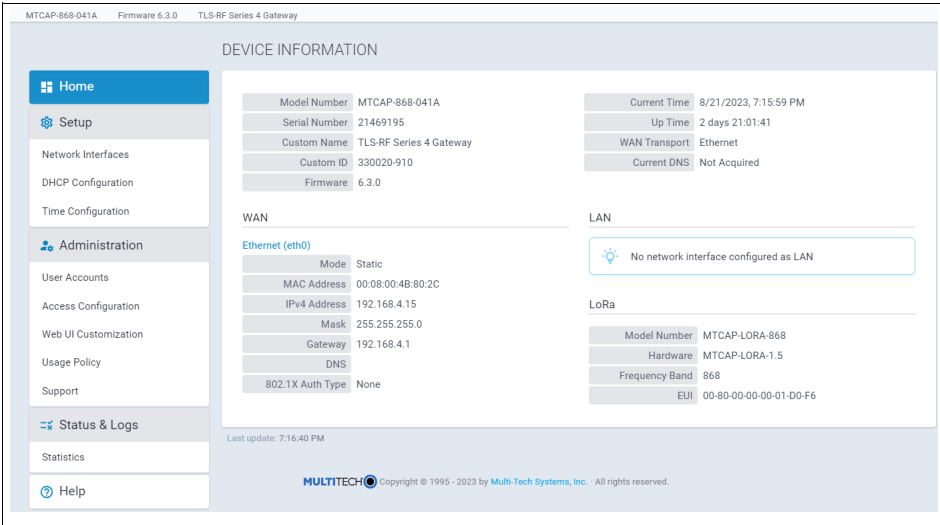 MTCAP-868-041A Firmware 6.3.0 TLS-RF Series 4 Gateway
DEVICE INFORMATION
Home
Setup
Network Interfaces
DHCP Configuration
Time Configuration
Administration
User Accounts
Access Configuration
Web UI Customization
Usage Policy
Support
Status & Logs
Statistics
Help
Model Number MTCAP-868-041A
Serial Number 21469195
Custom Name TLS-RF Series 4 Gateway
Custom ID 330020-910
Firmware 6.3.0
Current Time 8/21/2023, 7:15:59 PM
Up Time 2 days 21:01:41
WAN Transport Ethernet
Current DNS Not Acquired
WAN
Ethernet (eth0)
Mode Static
MAC Address 00:08:00:4B:80:2C
IPv4 Address 192.168.4.15
Mask 255.255.255.0
Gateway 192.168.4.1
DNS
802.1X Auth Type None
LAN
No network interface configured as LAN
LoRa
Model Number MTCAP-LORA-868
Hardware MTCAP-LORA-1.5
Frequency Band 868
EUI 00-80-00-00-00-01-D0-F6
Last update: 7:16:40 PM
MULTITECH Copyright © 1995 - 2023 by Multi-Tech Systems, Inc. · All rights reserved.